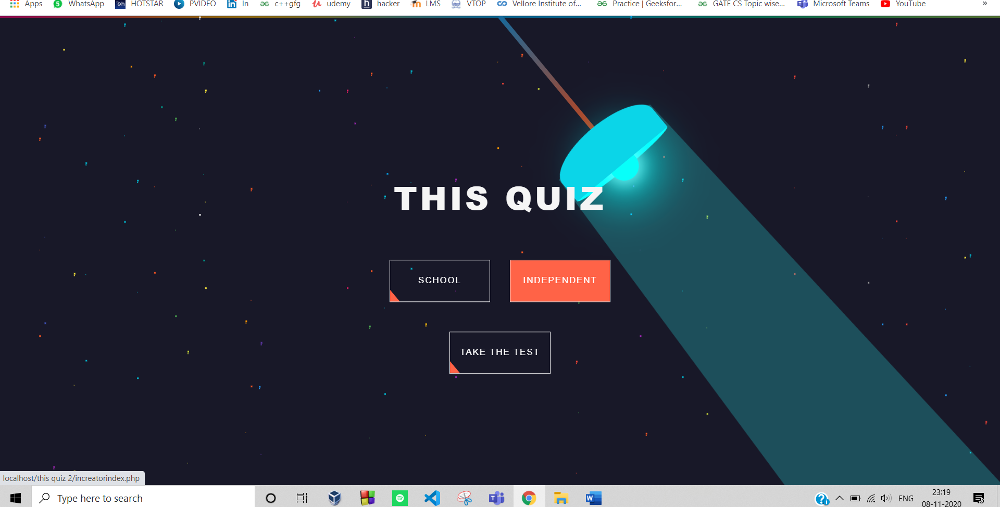 Apps WhatsApp HOTSTAR PVIDEO In c++gfg udemy hacker LMS VTOP Vellore Institute of... Practice | Geeksfor... GATE CS Topic wise... Microsoft Teams YouTube »
THIS QUIZ
SCHOOL INDEPENDENT
TAKE THE TEST
localhost/this quiz 2/increatorindex.php
Type here to search ENG 23:19
08-11-2020